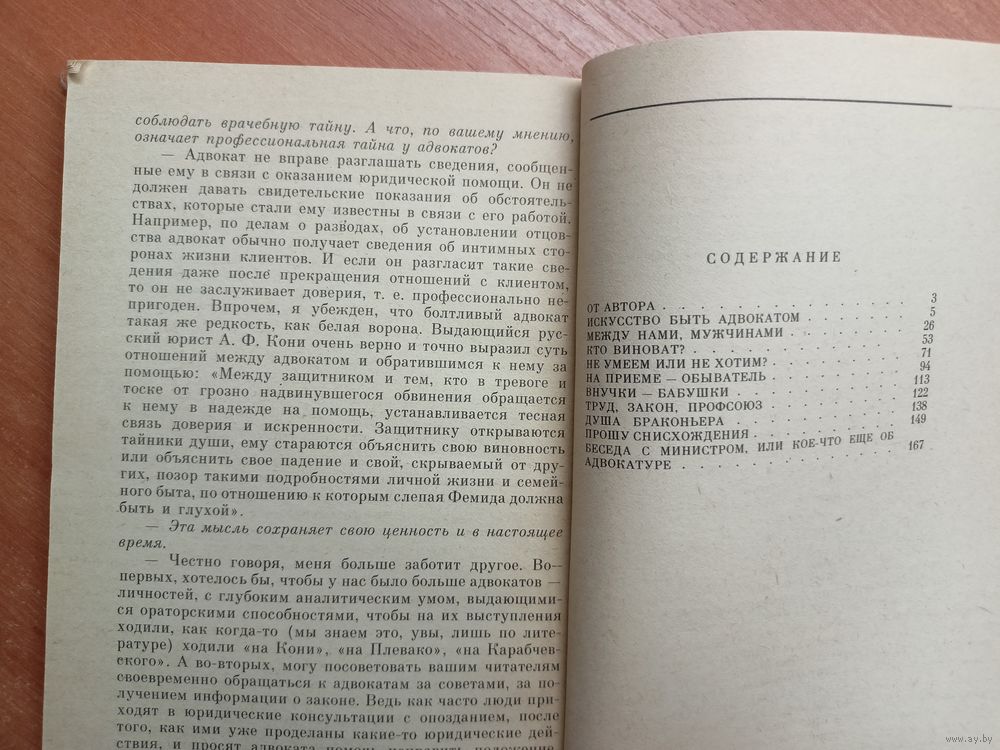 соблюдать врачебную тайну. А что, по вашему мнению,
означает профессиональная тайна у адвокатов?
— Адвокат не вправе разглашать сведения, сообщен-
ные ему в связи с оказанием юридической помощи. Он не
должен давать свидетельские показания об обстоятель-
ствах, которые стали ему известны в связи с его работой.
Например, по делам о разводах, об установлении отцов-
ства адвокат обычно получает сведения об интимных сто-
ронах жизни клиентов. И если он разгласит такие све-
дения даже после прекращения отношений с клиентом,
то он не заслуживает доверия, т. е. профессионально не-
пригоден. Впрочем, я убежден, что болтливый адвокат
такая же редкость, как белая ворона. Выдающийся рус-
ский юрист А. Ф. Кони очень верно и точно выразил суть
отношений между адвокатом и обратившимся к нему за
помощью: «Между защитником и тем, кто в тревоге и
тоске от грозно надвинувшегося обвинения обращается
к нему в надежде на помощь, устанавливается тесная
связь доверия и искренности. Защитнику открываются
тайники души, ему стараются объяснить свою виновность
или объяснить свое падение и свой, скрываемый от дру-
гих, позор такими подробностями личной жизни и семей-
ного быта, по отношению к которым слепая Фемида должна
быть и глухой».
— Эта мысль сохраняет свою ценность и в настоящее
время.
— Честно говоря, меня больше заботит другое. Во--
первых, хотелось бы, чтобы у нас было больше адвокатов —
личностей, с глубоким аналитическим умом, выдающими-
ся ораторскими способностями, чтобы на их выступления
ходили, как когда-то (мы знаем это, увы, лишь по лите-
ратуре) ходили «на Кони», «на Плевако», «на Карабчев-
ского». А во-вторых, могу посоветовать вашим читателям
своевременно обращаться к адвокатам за советами, за по-
лучением информации о законе. Ведь как часто люди при-
ходят в юридические консультации с опозданием, после
того, как ими уже проделаны какие-то юридические дей-
ствия, и просят адвоката помочь исправить положение,
СОДЕРЖАНИЕ
ОТ АВТОРА . . . . . . . . . . . . 3
ИСКУССТВО БЫТЬ АДВОКАТОМ . . . . . . 5
МЕЖДУ НАМИ, МУЖЧИНАМИ . . . . . . . 26
КТО ВИНОВАТ? . . . . . . . . . . . 53
НЕ УМЕЕМ ИЛИ НЕ ХОТИМ? . . . . . . . 71
НА ПРИЕМЕ — ОБЫВАТЕЛЬ . . . . . . . 94
ВНУЧКИ — БАБУШКИ . . . . . . . . . 113
ТРУД, ЗАКОН, ПРОФСОЮЗ . . . . . . . 122
ДУША БРАКОНЬЕРА . . . . . . . . . 138
ПРОШУ СНИСХОЖДЕНИЯ . . . . . . . . 149
БЕСЕДА С МИНИСТРОМ, ИЛИ КОЕ-ЧТО ЕЩЕ ОБ
АДВОКАТУРЕ . . . . . . . . . . . 167
www.ay.by